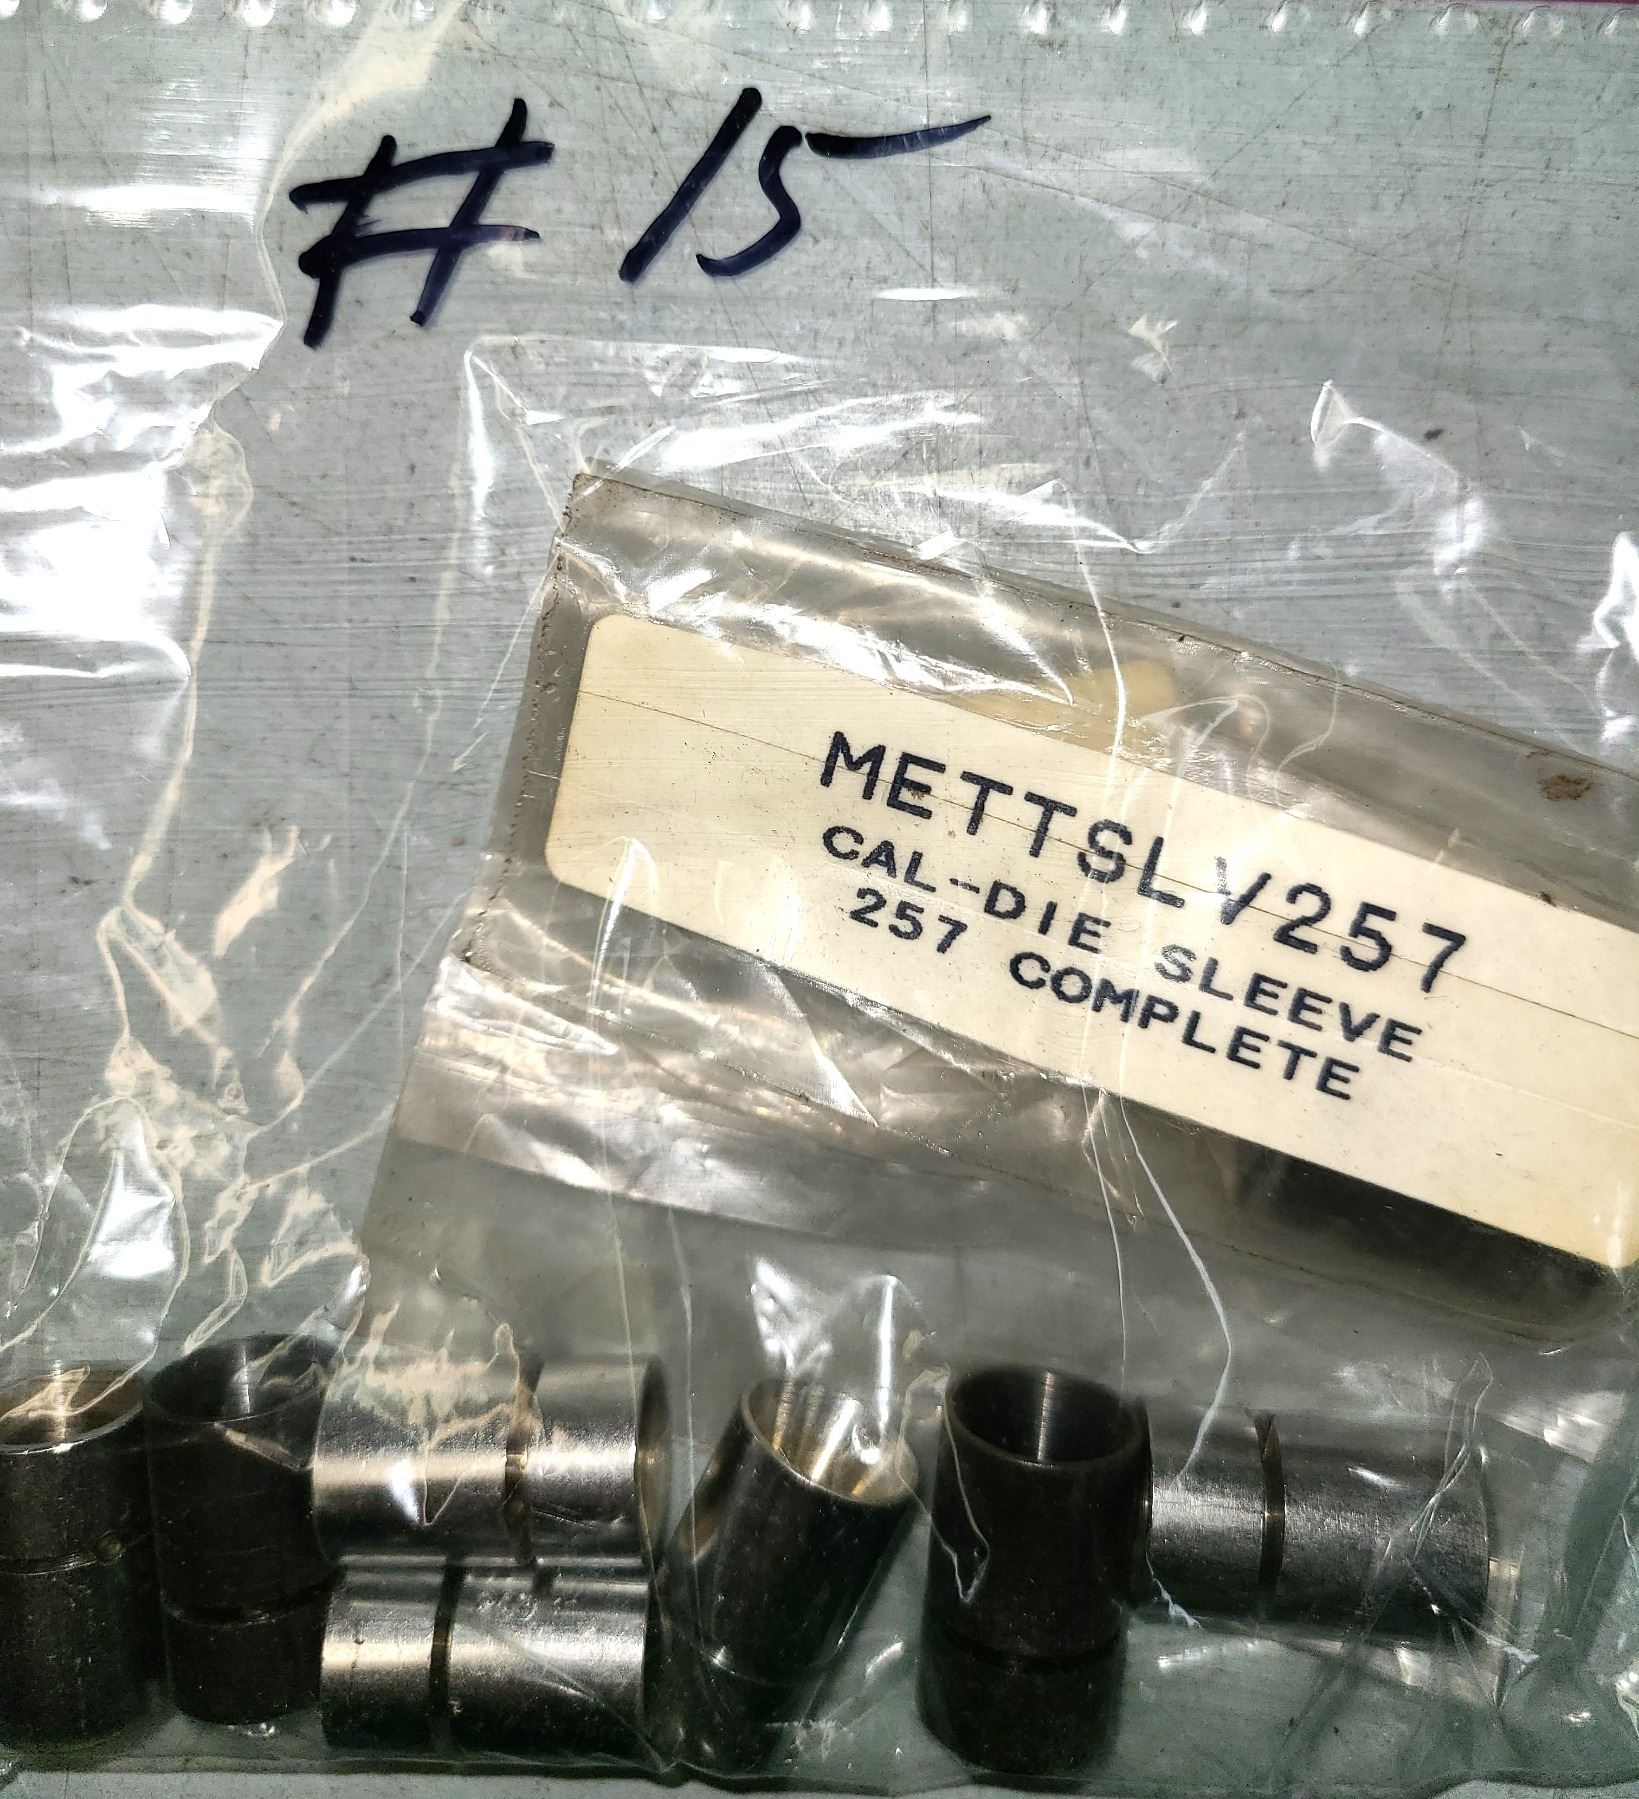 # 15
METTSLV257
CAL-DIE SLEEVE
257 COMPLETE